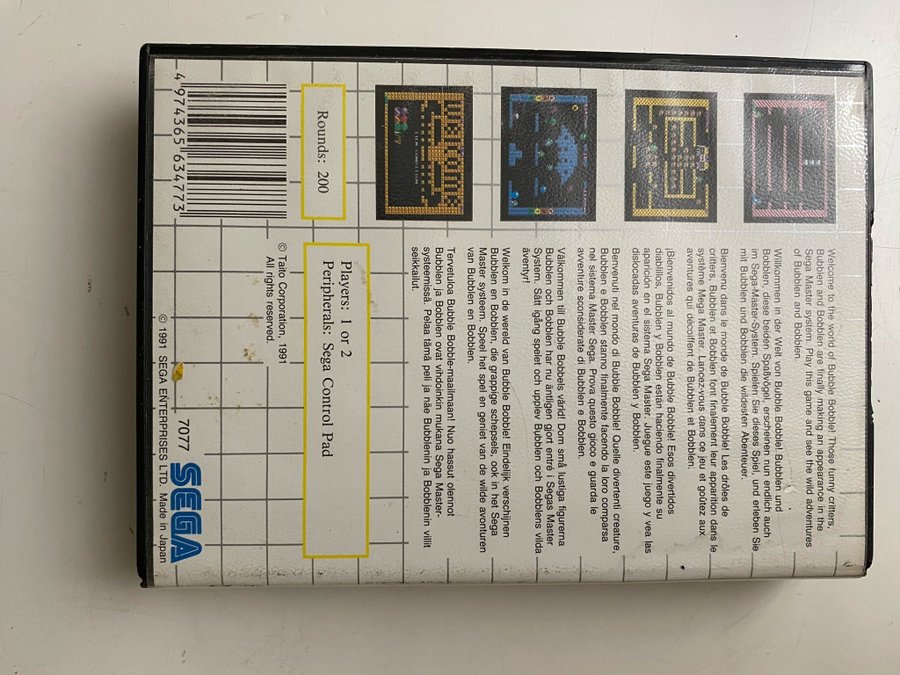 Welcome to the world of Bubble Bobble! Those funny critters,
Bubblen and Bobblen are finally making an appearance in the
Sega Master system. Play this game and see the wild adventures
of Bubblen and Bobblen.
Willkommen in der Welt von Bubble Bobble! Bubblen und
Bobblen, diese beiden Spaßvögel, erscheinen nun endlich auch
im Sega-Master-System. Spielen Sie dieses Spiel, und erleben Sie
mit Bubblen und Bobblen die wildesten Abenteuer.
Bienvenu dans le monde de Bubble Bobble! Les drôles de
critters, Bubblen et Bobblen font finalement leur apparition dans le
système Mega Master. Lancez-vous dans ce jeu et goûtez aux
aventures qui décoiffent de Bubblen et Bobblen.
¡Bienvenidos al mundo de Bubble Bobble! Esos divertidos
diablillos, Bubblen y Bobblen están haciendo finalmente su
aparición en el sistema Sega Master. Juegue este juego y vea las
dislocadas aventuras de Bubblen y Bobblen.
Benvenuti nel mondo di Bubble Bobble! Quelle divertenti creature,
Bubblen e Bobblen stanno finalmente facendo la loro comparsa
nel sistema Master Sega. Prova questo gioco e guarda le
avventure sconsiderate di Bubblen e Bobblen.
Välkommen till Bubble Bobbels värld! Dom små lustiga figurerna
Bubblen och Bobblen har nu äntligen gjort entré i Segas Master
System. Sätt igång spelet och upplev Bubblen och Bobblens vilda
äventyr!
Welkom in de wereld van Bubble Bobble! Eindelijk verschijnen
Bubblen en Bobblen, die grappige schepsels, ook in het Sega
Master system. Speel het spel en geniet van de wilde avonturen
van Bubblen en Bobblen.
Tervetuloa Bubble Bobble-maailmaan! Nuo hassut olennot
Bubblen ja Bobblen ovat vihdoinkin mukana Sega Master-
systeemissä. Pelaa tämä peli ja näe Bubblenin ja Bobblenin villit
seikkailut.
Rounds: 200
Players: 1 or 2
Peripherals: Sega Control Pad
© Taito Corporation, 1991
All rights reserved.
4 974365 634773
7077 SEGA
© 1991 SEGA ENTERPRISES LTD. Made in Japan